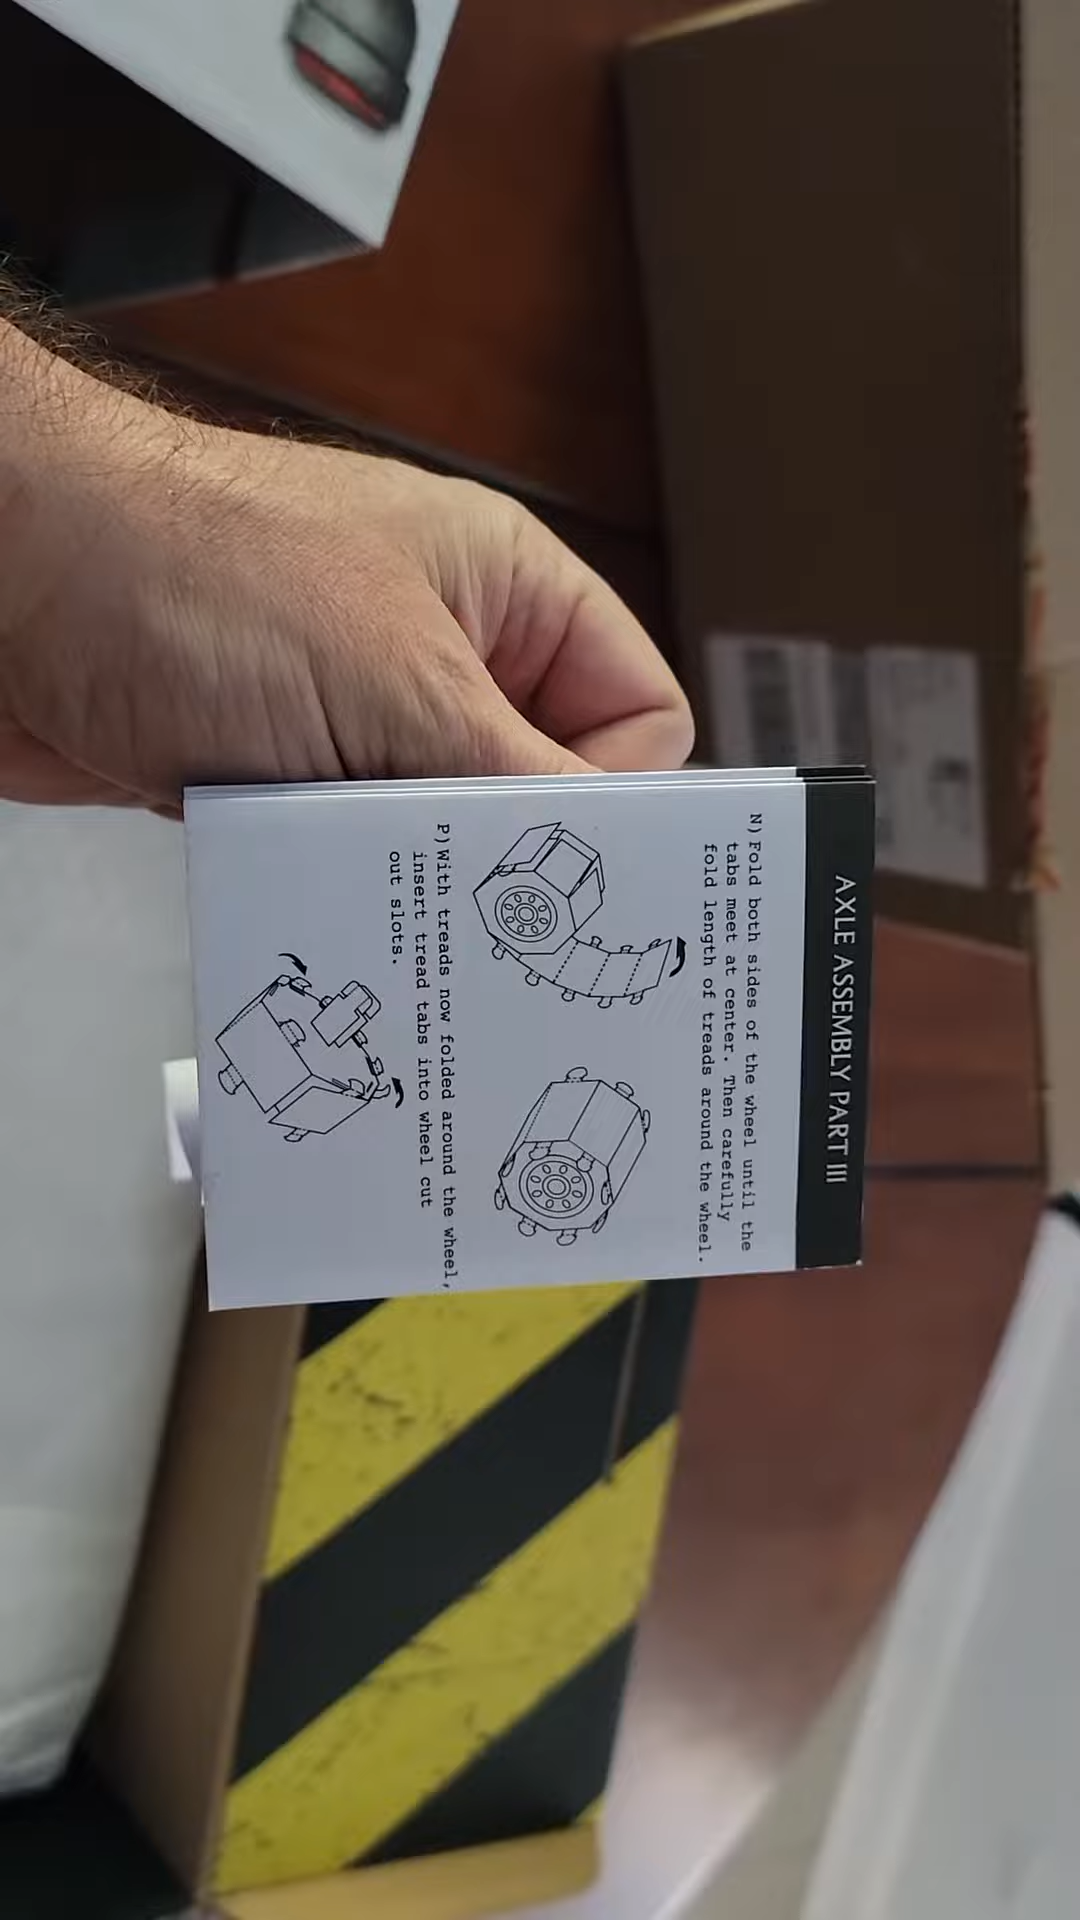 AXLE ASSEMBLY PART III
N) Fold both sides of the wheel until the
tabs meet at center. Then carefully
fold length of treads around the wheel.
P) With treads now folded around the wheel,
insert tread tabs into wheel cut
out slots.